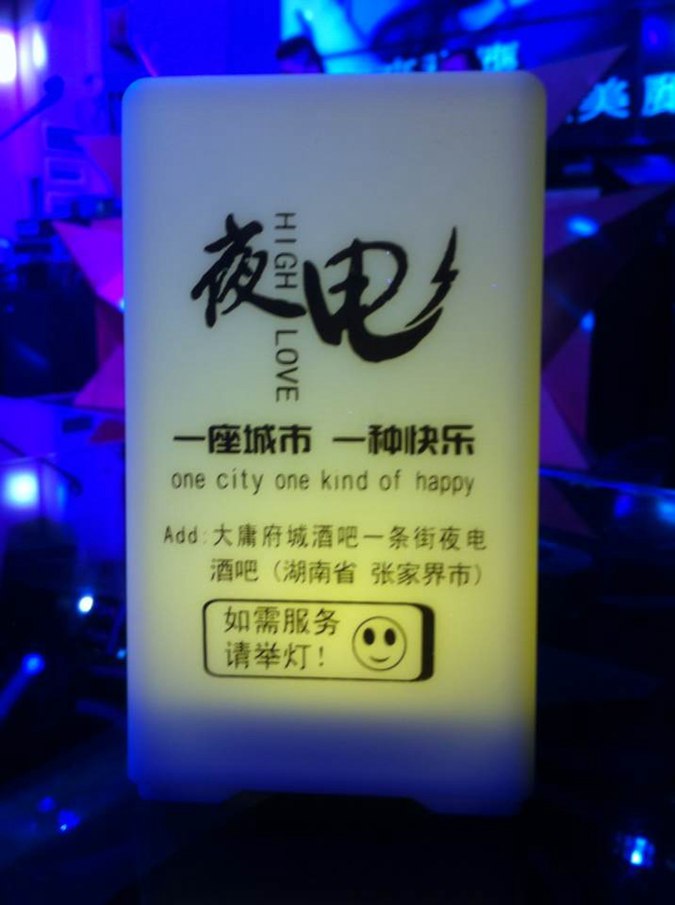 夜电
HIGH LOVE
一座城市 一种快乐
one city one kind of happy
Add:大庸府城酒吧一条街夜电
酒吧（湖南省 张家界市）
如需服务
请举灯！